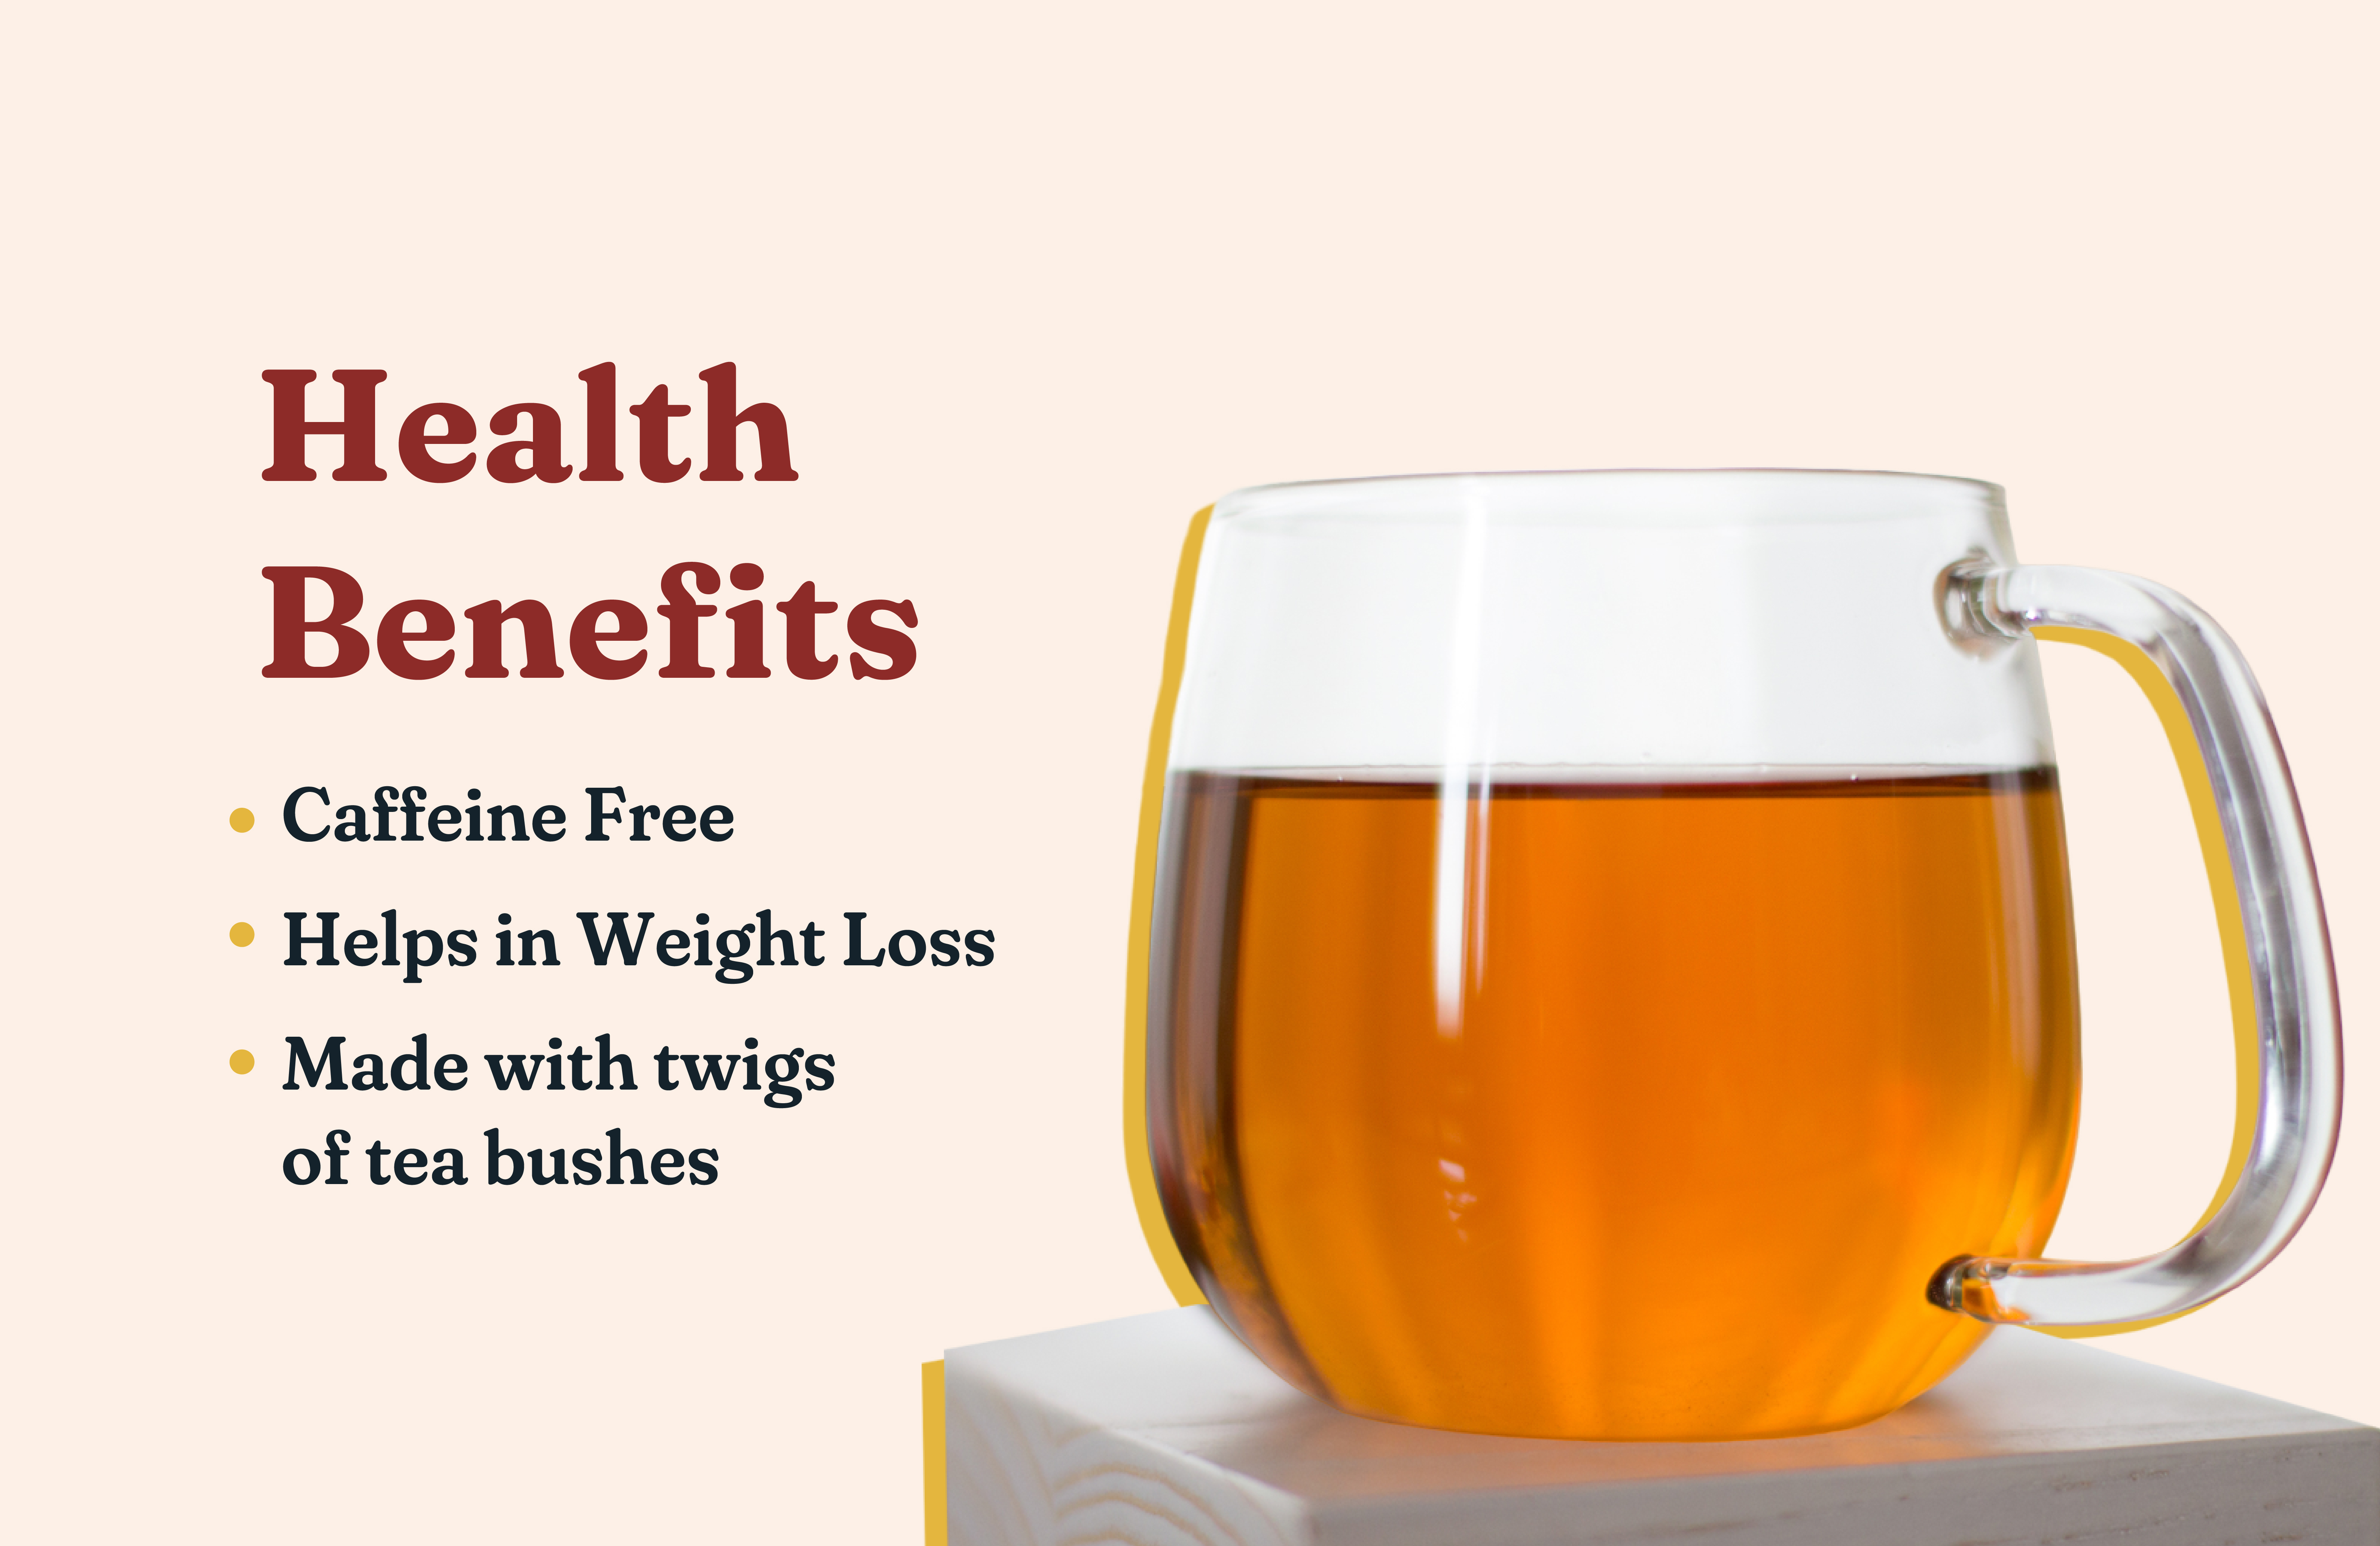 Health
Benefits
Caffeine Free
Helps in Weight Loss
Made with twigs
of tea bushes